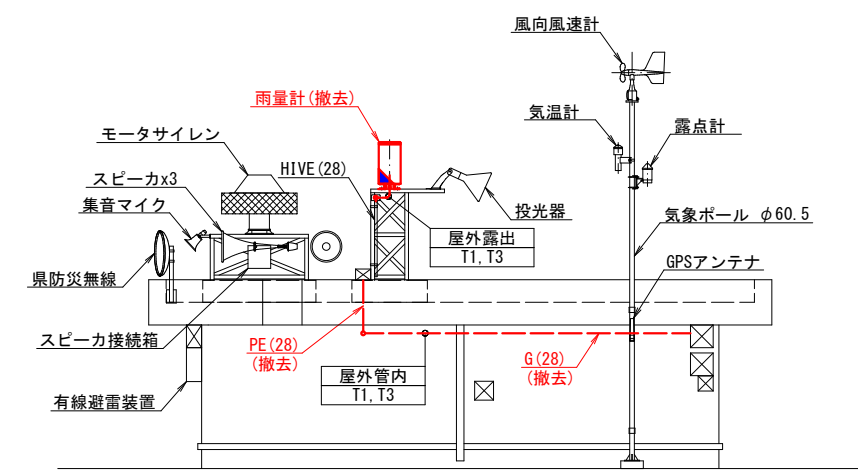 風向風速計
雨量計(撤去)
気温計
露点計
モータサイレン
HIVE(28)
スピーカx3
集音マイク
投光器
気象ポール φ60.5
屋外露出
T1,T3
GPSアンテナ
県防災無線
スピーカ接続箱
PE(28)
(撤去)
G(28)
(撤去)
屋外管内
T1,T3
有線避雷装置